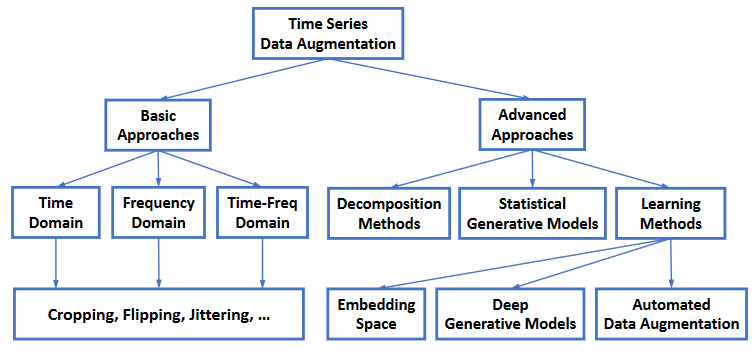 Time Series
Data Augmentation
Basic
Approaches
Advanced
Approaches
Time
Domain
Frequency
Domain
Time-Freq
Domain
Decomposition
Methods
Statistical
Generative Models
Learning
Methods
Cropping, Flipping, Jittering, ...
Embedding
Space
Deep
Generative Models
Automated
Data Augmentation